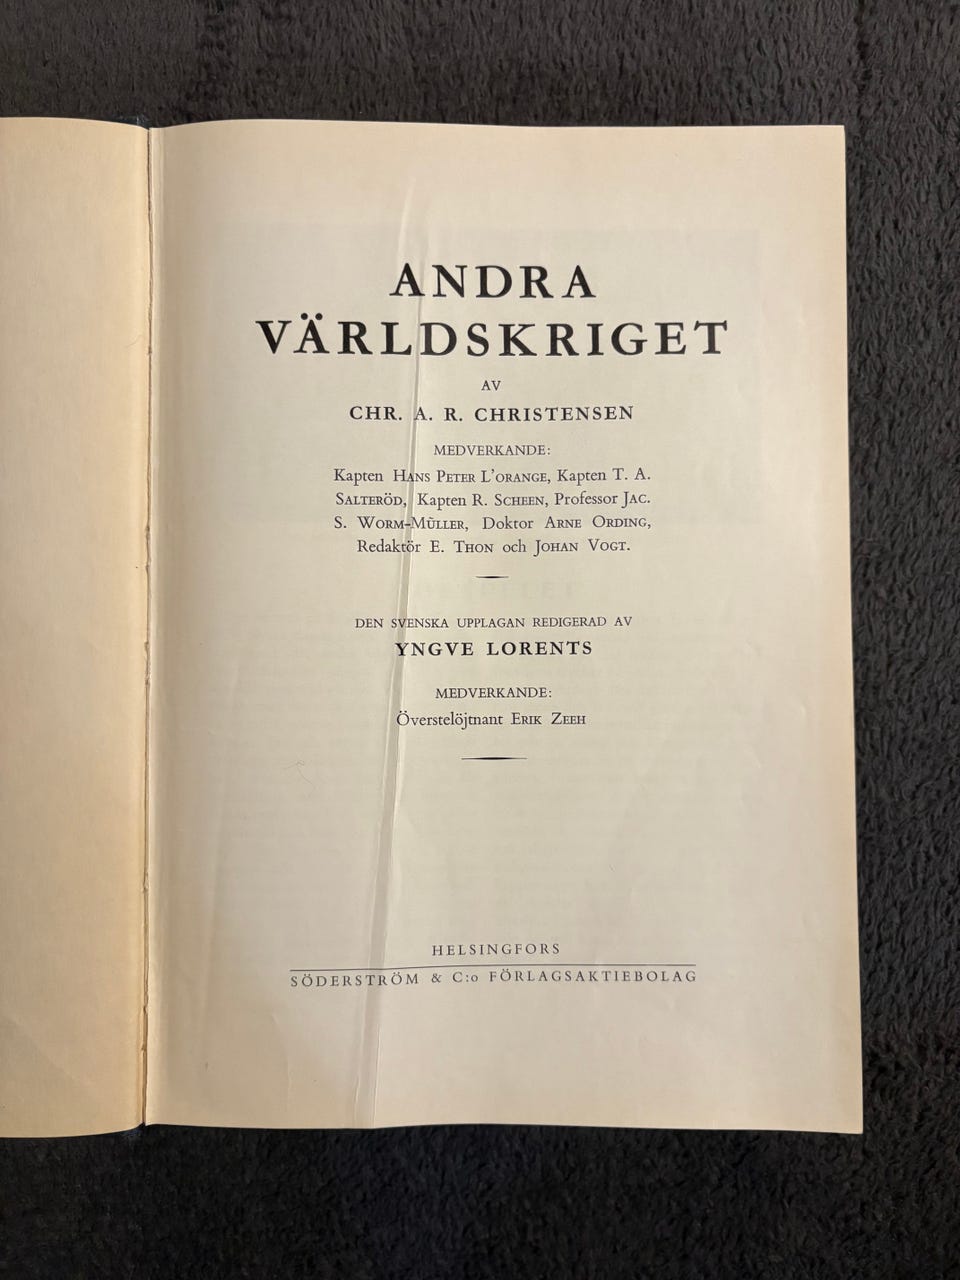 ANDRA
VÄRLDSKRIGET
AV
CHR. A. R. CHRISTENSEN
MEDVERKANDE:
Kapten HANS PETER L'ORANGE, Kapten T. A.
SALTERÖD, Kapten R. SCHEEN, Professor JAC.
S. WORM-MÜLLER, Doktor ARNE ORDING,
Redaktör E. THON och JOHAN VOGT.
DEN SVENSKA UPPLAGAN REDIGERAD AV
YNGVE LORENTS
MEDVERKANDE:
Överstelöjtnant ERIK ZEEH
HELSINGFORS
SÖDERSTRÖM & C:o FÖRLAGSAKTIEBOLAG